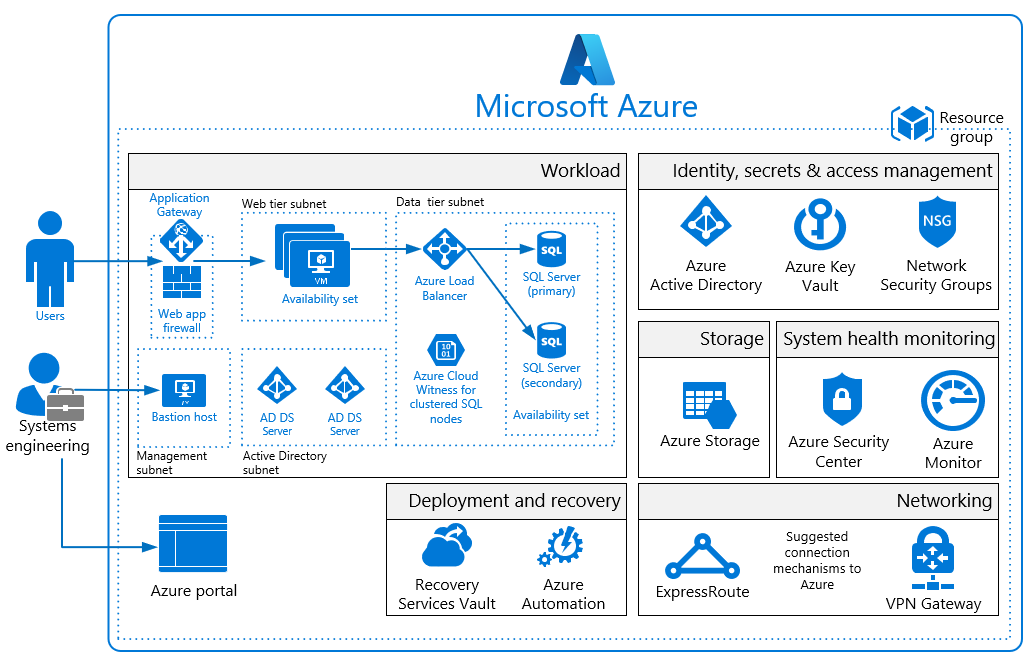 Microsoft Azure
Resource
group
Workload
Application
Gateway
Web tier subnet
Data tier subnet
VM
Availability set
Azure Load
Balancer
SQL
SQL Server
(primary)
Users
Web app
firewall
SQL
SQL Server
(secondary)
10
01
Azure Cloud
Witness for
clustered SQL
nodes
Availability set
Bastion host
AD DS
Server
AD DS
Server
Systems
engineering
Management
subnet
Active Directory
subnet
Identity, secrets & access management
NSG
Azure
Active Directory
Azure Key
Vault
Network
Security Groups
Storage
Azure Storage
System health monitoring
Azure Security
Center
Azure
Monitor
Azure portal
Deployment and recovery
Recovery
Services Vault
Azure
Automation
Networking
ExpressRoute
Suggested
connection
mechanisms to
Azure
VPN Gateway